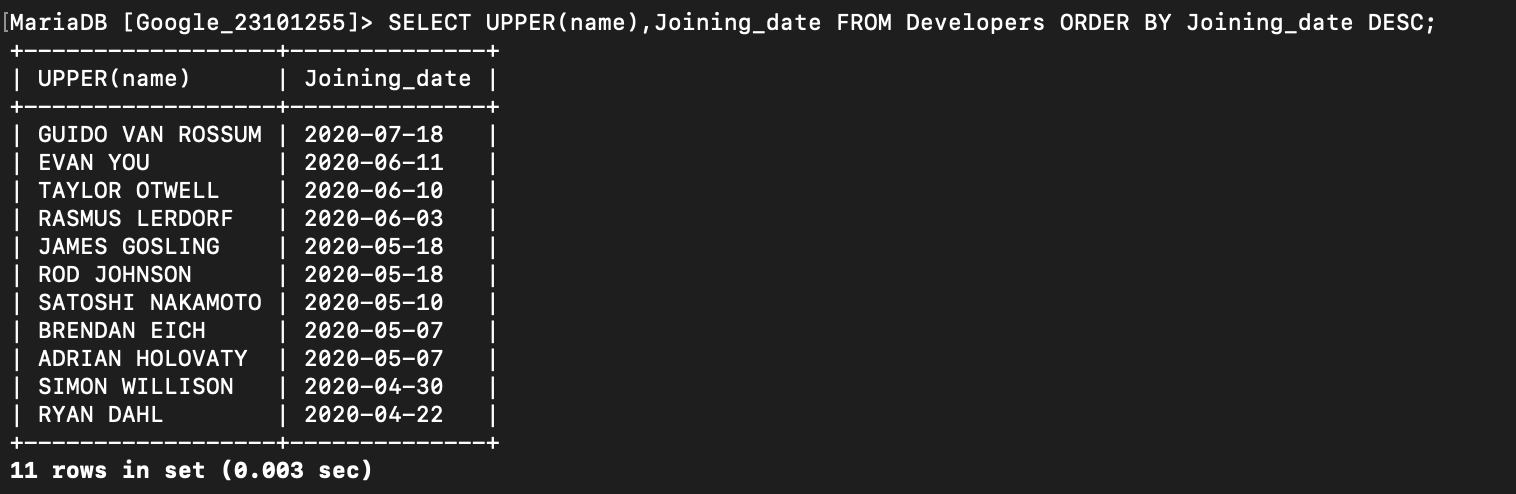 [MariaDB [Google_23101255]> SELECT UPPER(name),Joining_date FROM Developers ORDER BY Joining_date DESC;
+------------------+--------------+
| UPPER(name)      | Joining_date |
+------------------+--------------+
| GUIDO VAN ROSSUM | 2020-07-18   |
| EVAN YOU         | 2020-06-11   |
| TAYLOR OTWELL    | 2020-06-10   |
| RASMUS LERDORF   | 2020-06-03   |
| JAMES GOSLING    | 2020-05-18   |
| ROD JOHNSON      | 2020-05-18   |
| SATOSHI NAKAMOTO | 2020-05-10   |
| BRENDAN EICH     | 2020-05-07   |
| ADRIAN HOLOVATY  | 2020-05-07   |
| SIMON WILLISON   | 2020-04-30   |
| RYAN DAHL        | 2020-04-22   |
+------------------+--------------+
11 rows in set (0.003 sec)